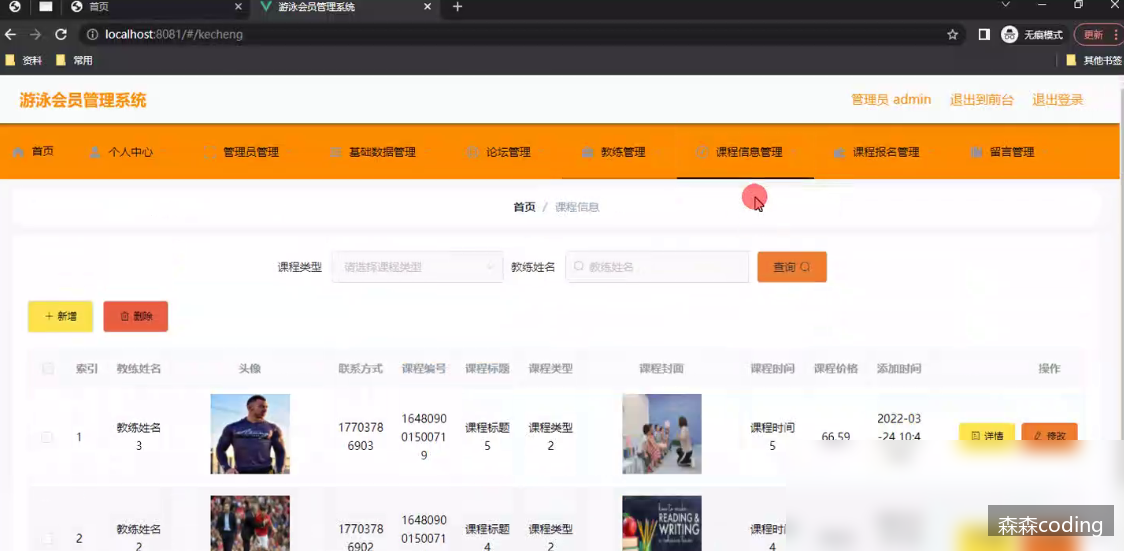 首页
游泳会员管理系统
localhost:8081/#/kecheng
无痕模式
更新
资料
常用
其他书签
游泳会员管理系统
管理员 admin
退出到前台
退出登录
首页
个人中心
管理员管理
基础数据管理
论坛管理
教练管理
课程信息管理
课程报名管理
留言管理
首页 / 课程信息
课程类型
请选择课程类型
教练姓名
教练姓名
查询
+ 新增
删除
索引 教练姓名 头像 联系方式 课程编号 课程标题 课程类型 课程封面 课程时间 课程价格 添加时间 操作
1
教练姓名
3
1770378
6903
1648090
0150071
9
课程标题
5
课程类型
2
课程时间
5
66.59
2022-03
-24 10:4
详情
修改
2
教练姓名
2
1770378
6902
1648090
0150071
课程标题
4
课程类型
2
READING &
WRITING
课程时
4
森森coding